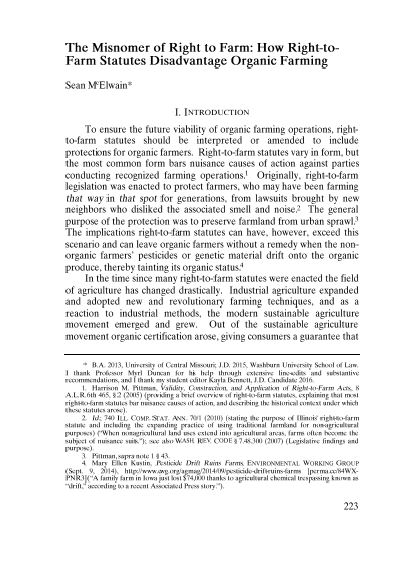 The Misnomer of Right to Farm: How Right-to-
Farm Statutes Disadvantage Organic Farming
Sean McElwain*
I. INTRODUCTION
To ensure the future viability of organic farming operations, right-
to-farm statutes should be interpreted or amended to include
protections for organic farmers. Right-to-farm statutes vary in form, but
the most common form bars nuisance causes of action against parties
conducting recognized farming operations.1 Originally, right-to-farm
legislation was enacted to protect farmers, who may have been farming
that way in that spot for generations, from lawsuits brought by new
neighbors who disliked the associated smell and noise.2 The general
purpose of the protection was to preserve farmland from urban sprawl.3
The implications right-to-farm statutes can have, however, exceed this
scenario and can leave organic farmers without a remedy when the non-
organic farmers' pesticides or genetic material drift onto the organic
produce, thereby tainting its organic status.4
In the time since many right-to-farm statutes were enacted the field
of agriculture has changed drastically. Industrial agriculture expanded
and adopted new and revolutionary farming techniques, and as a
reaction to industrial methods, the modern sustainable agriculture
movement emerged and grew. Out of the sustainable agriculture
movement organic certification arose, giving consumers a guarantee that
* B.A. 2013, University of Central Missouri; J.D. 2015, Washburn University School of Law.
I thank Professor Myrl Duncan for his help through extensive line-edits and substantive
recommendations, and I thank my student editor Kayla Bennett, J.D. Candidate 2016.
1. Harrison M. Pittman, Validity, Construction, and Application of Right-to-Farm Acts, 8
A.L.R.6th 465, § 2 (2005) (providing a brief overview of right-to-farm statutes, explaining that most
right-to-farm statutes bar nuisance causes of action, and describing the historical context under which
these statutes arose).
2. Id.; 740 ILL. COMP. STAT. ANN. 70/1 (2010) (stating the purpose of Illinois' right-to-farm
statute and including the expanding practice of using traditional farmland for non-agricultural
purposes) ("When nonagricultural land uses extend into agricultural areas, farms often become the
subject of nuisance suits."); see also WASH. REV. CODE § 7.48.300 (2007) (Legislative findings and
purpose).
3. Pittman, supra note 1 § 43.
4. Mary Ellen Kustin, Pesticide Drift Ruins Farms, ENVIRONMENTAL WORKING GROUP
(Sept. 9, 2014), http://www.ewg.org/agmag/2014/09/pesticide-drift-ruins-farms [perma.cc/84WX-
PNR3] ("A family farm in Iowa just lost $74,000 thanks to agricultural chemical trespassing known as
"drift," according to a recent Associated Press story.").
223